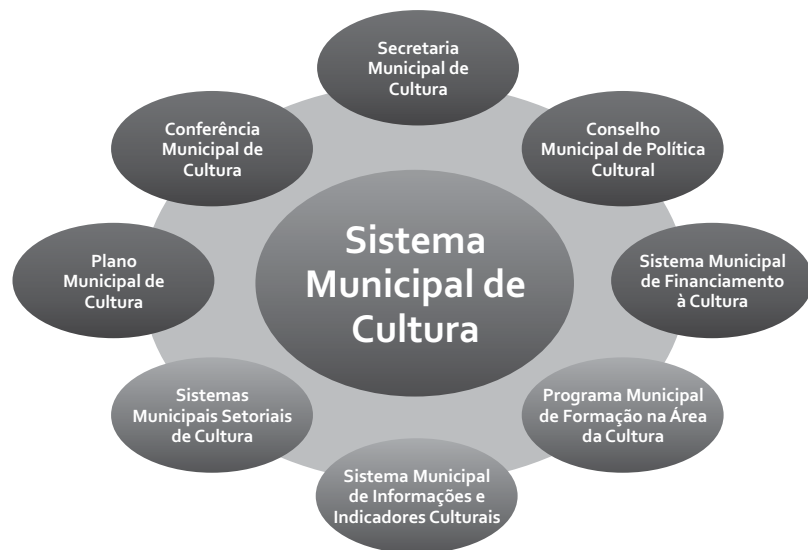 Secretaria
Municipal de
Cultura
Conferência
Municipal de
Cultura
Conselho
Municipal de Política
Cultural
Plano
Municipal de
Cultura
Sistema
Municipal de
Cultura
Sistema Municipal
de Financiamento
à Cultura
Sistemas
Municipais Setoriais
de Cultura
Programa Municipal
de Formação na Área
da Cultura
Sistema Municipal
de Informações e
Indicadores Culturais